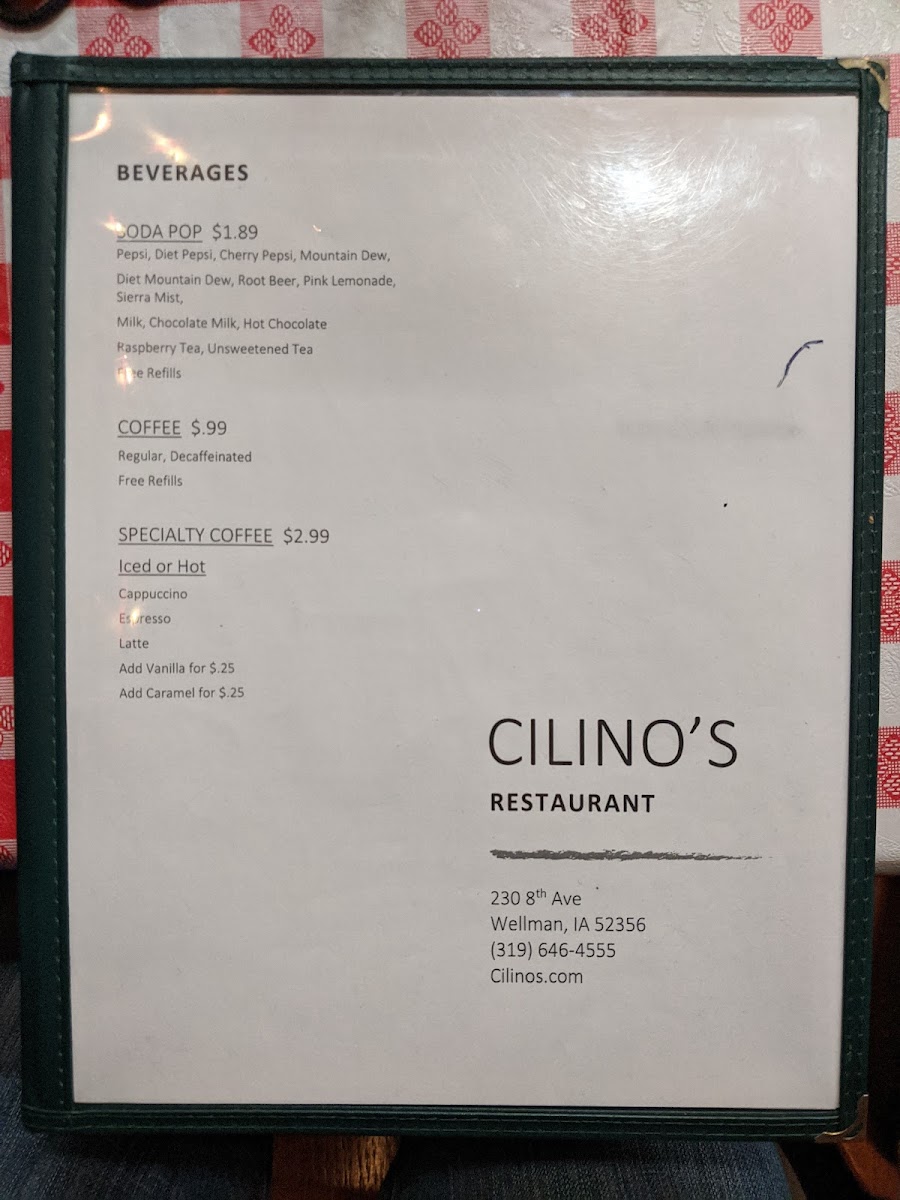 BEVERAGES
SODA POP $1.89
Pepsi, Diet Pepsi, Cherry Pepsi, Mountain Dew,
Diet Mountain Dew, Root Beer, Pink Lemonade,
Sierra Mist,
Milk, Chocolate Milk, Hot Chocolate
Raspberry Tea, Unsweetened Tea
Free Refills
COFFEE $.99
Regular, Decaffeinated
Free Refills
SPECIALTY COFFEE $2.99
Iced or Hot
Cappuccino
Espresso
Latte
Add Vanilla for $.25
Add Caramel for $.25
CILINO'S
RESTAURANT
230 8th Ave
Wellman, IA 52356
(319) 646-4555
Cilinos.com